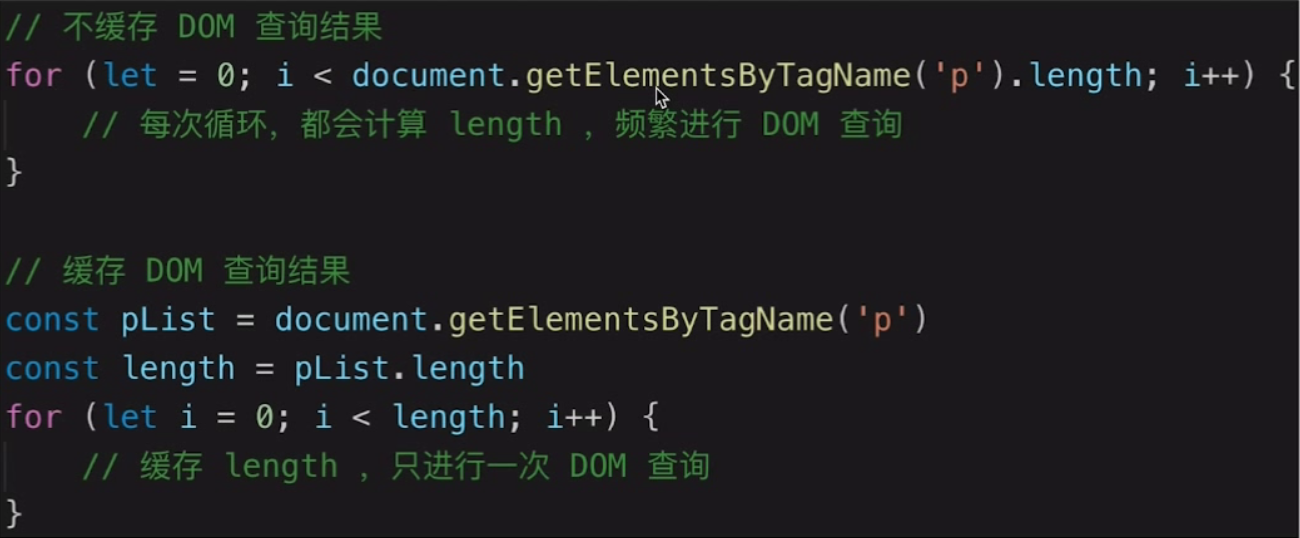 // 不缓存 DOM 查询结果
for (let = 0; i < document.getElementsByTagName('p').length; i++) {
    // 每次循环，都会计算 length ，频繁进行 DOM 查询
}
// 缓存 DOM 查询结果
const pList = document.getElementsByTagName('p')
const length = pList.length
for (let i = 0; i < length; i++) {
    // 缓存 length ，只进行一次 DOM 查询
}